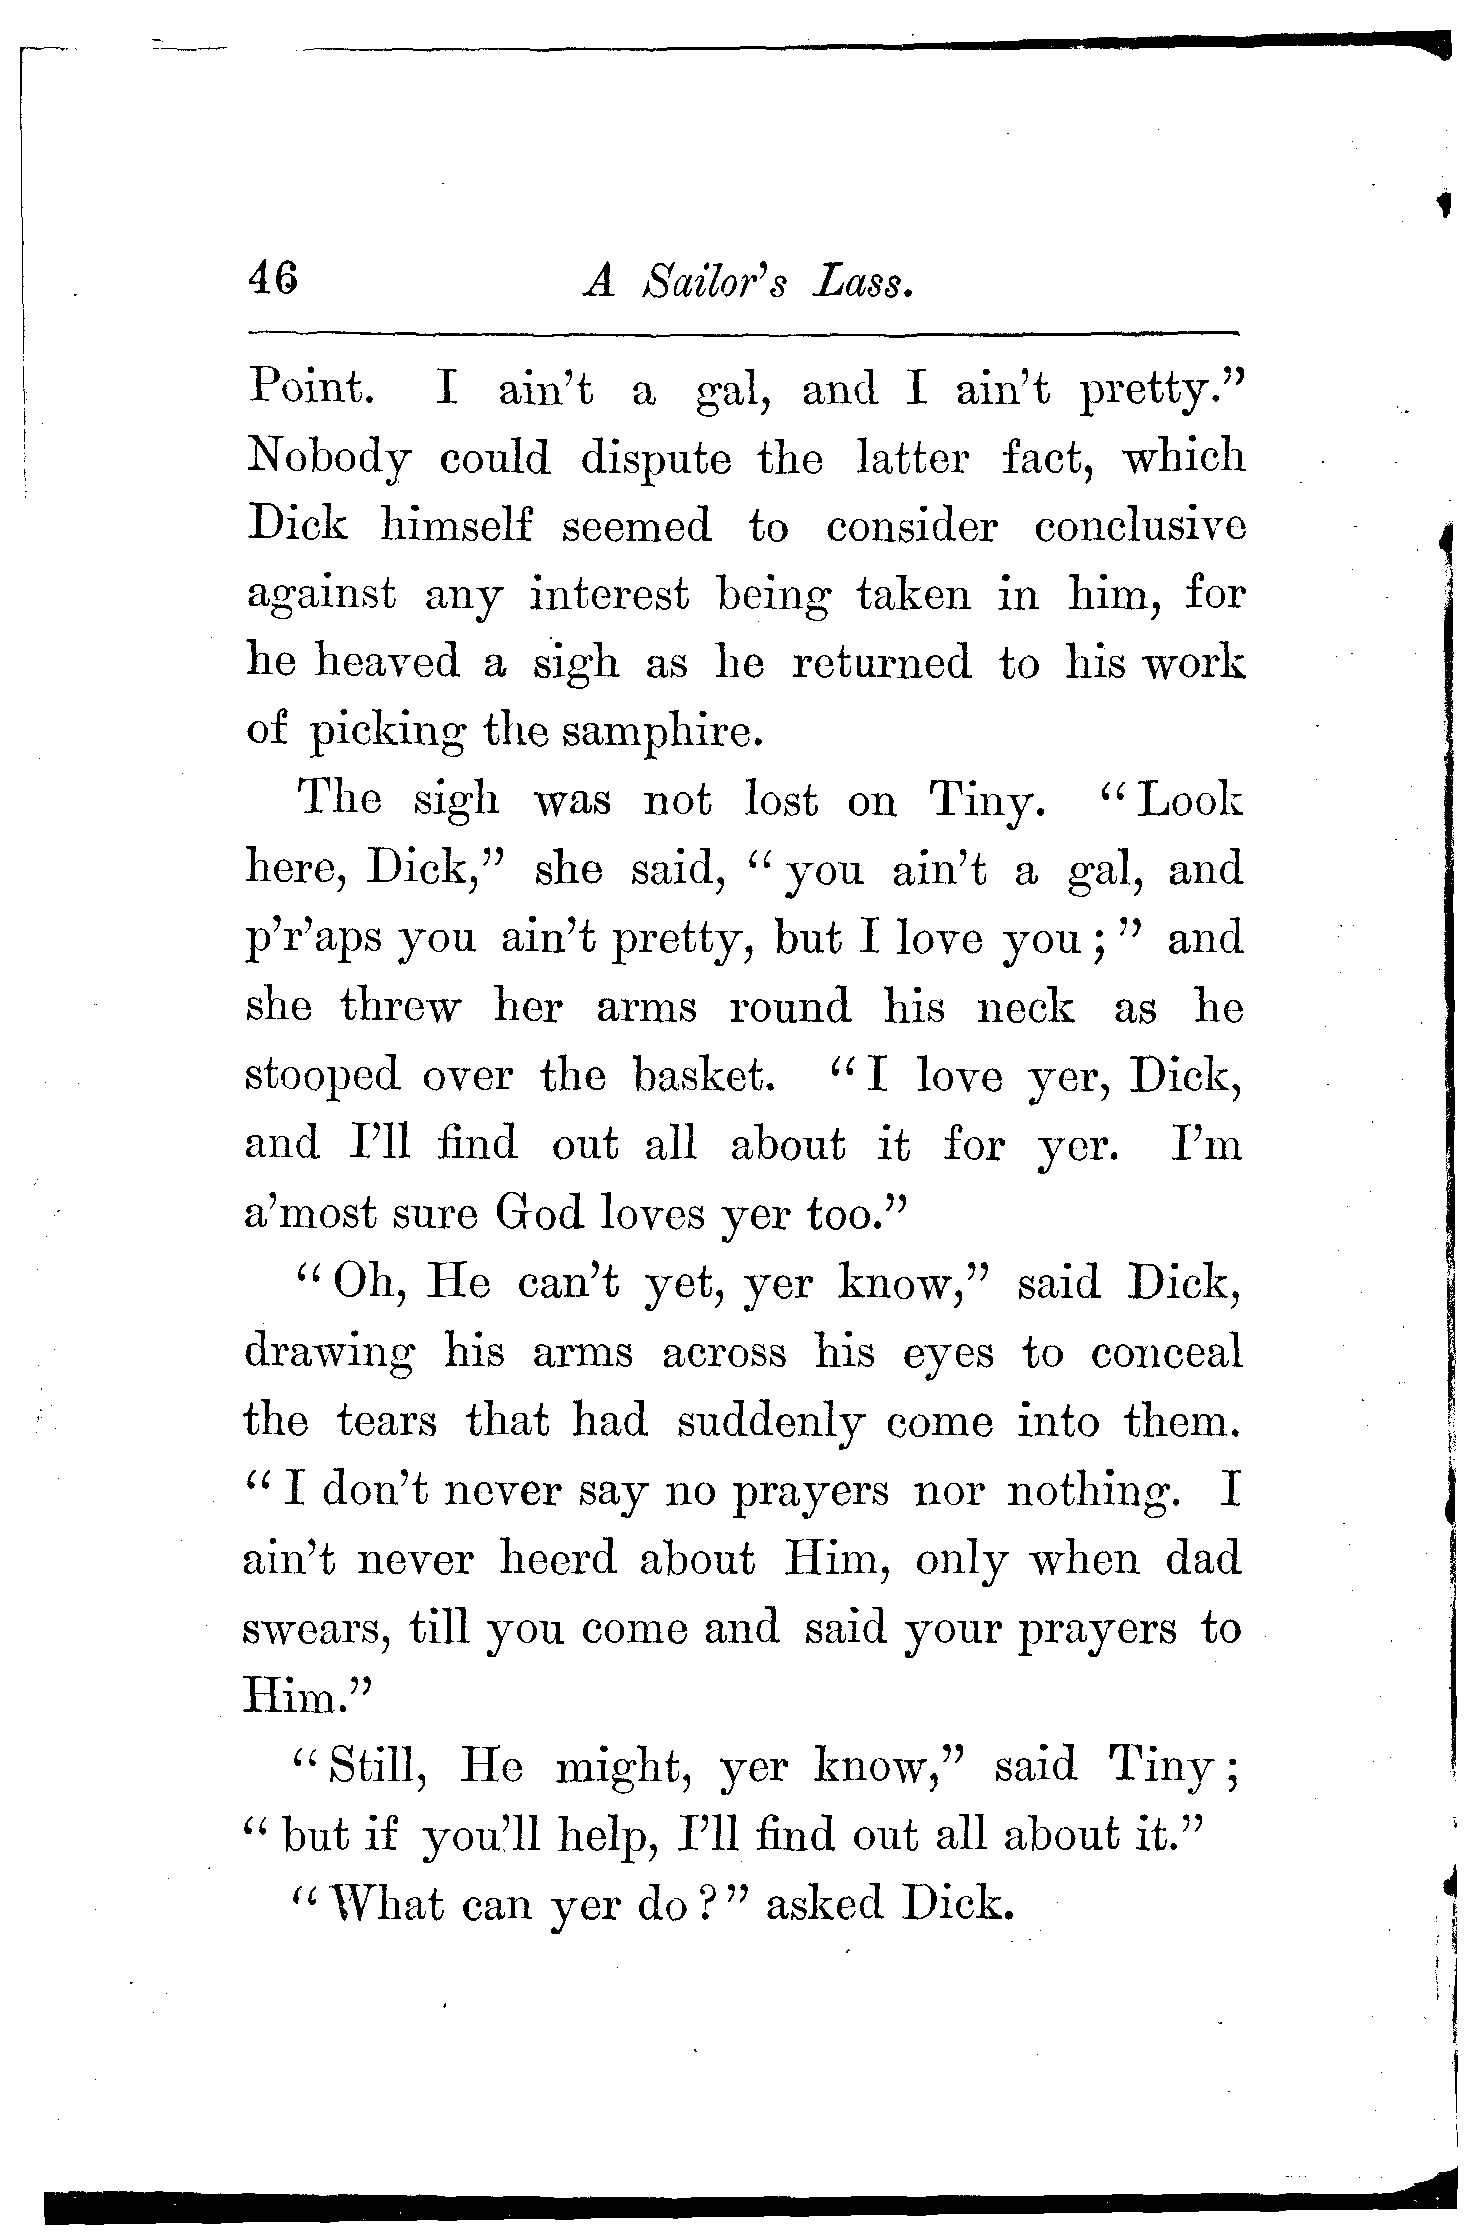 46 A Sailor's Lass.
Point. I ain't a gal, and I ain't pretty."
Nobody could dispute the latter fact, which
Dick himself seemed to consider conclusive
against any interest being taken in him, for
he heaved a sigh as he returned to his work
of picking the samphire.
The sigh was not lost on Tiny. "Look
here, Dick," she said, "you ain't a gal, and
p'r'aps you ain't pretty, but I love you;" and
she threw her arms round his neck as he
stooped over the basket. "I love yer, Dick,
and I'll find out all about it for yer. I'm
a'most sure God loves yer too."
"Oh, He can't yet, yer know," said Dick,
drawing his arms across his eyes to conceal
the tears that had suddenly come into them.
"I don't never say no prayers nor nothing. I
ain't never heerd about Him, only when dad
swears, till you come and said your prayers to
Him."
"Still, He might, yer know," said Tiny;
"but if you'll help, I'll find out all about it."
"What can yer do?" asked Dick.